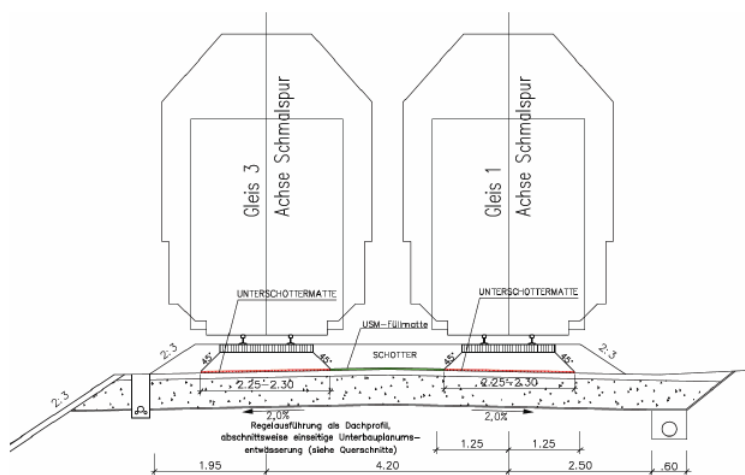 Gleis 3
Achse Schmalspur
Gleis 1
Achse Schmalspur
UNTERSCHOTTERMATTE
UNTERSCHOTTERMATTE
USM-Füllmatte
SCHOTTER
2:3
45°
45°
45°
45°
2:3
2:3
2.25-2.30
2.25-2.30
2,0%
2,0%
Regelausführung als Dachprofil,
abschnittsweise einseitige Unterbauplanums-
entwässerung (siehe Querschnitte)
1.25
1.25
1.95
4.20
2.50
.60